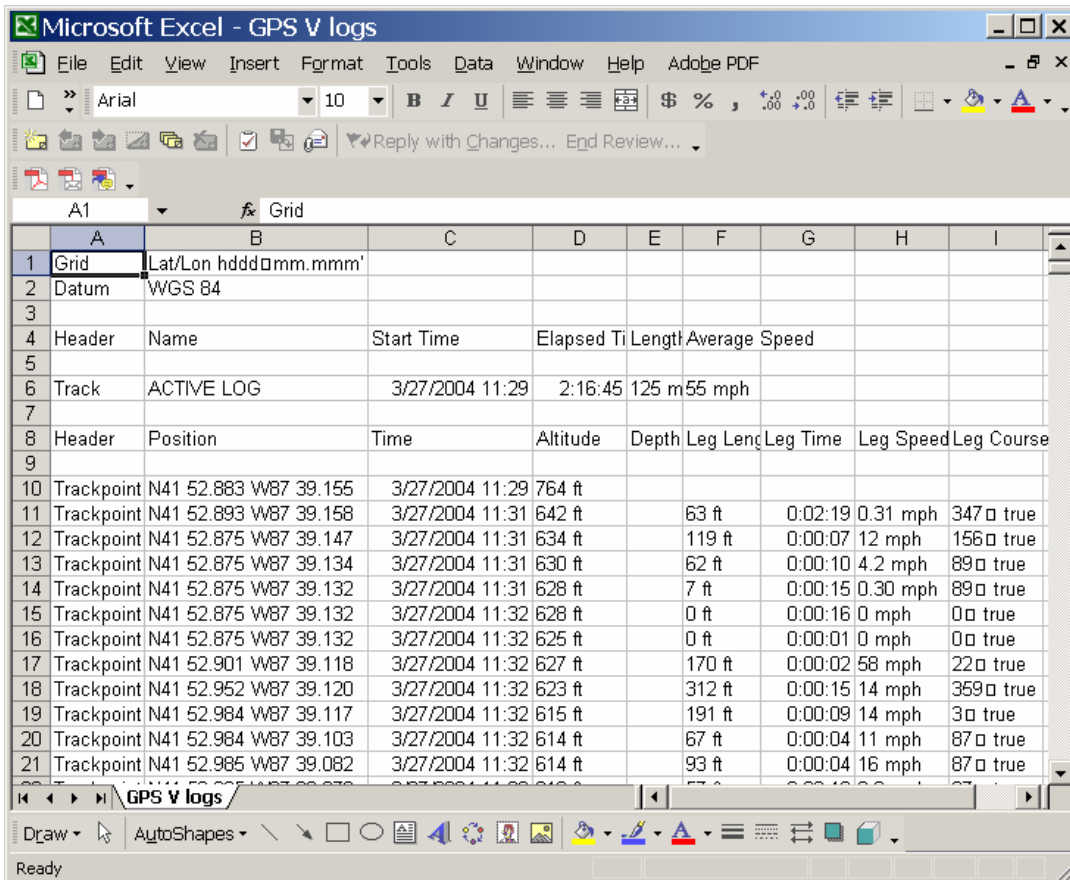 Microsoft Excel - GPS V logs
File Edit View Insert Format Tools Data Window Help Adobe PDF
Arial 10 B I U $ % , .00
Reply with Changes... End Review...
A1 fx Grid
A B C D E F G H I
1 Grid Lat/Lon hddd□mm.mmm'
2 Datum WGS 84
3
4 Header Name Start Time Elapsed Ti Lengtl Average Speed
5
6 Track ACTIVE LOG 3/27/2004 11:29 2:16:45 125 m 55 mph
7
8 Header Position Time Altitude Depth Leg Leng Leg Time Leg Speed Leg Course
9
10 Trackpoint N41 52.883 W87 39.155 3/27/2004 11:29 764 ft
11 Trackpoint N41 52.893 W87 39.158 3/27/2004 11:31 642 ft 63 ft 0:02:19 0.31 mph 347□ true
12 Trackpoint N41 52.875 W87 39.147 3/27/2004 11:31 634 ft 119 ft 0:00:07 12 mph 156□ true
13 Trackpoint N41 52.875 W87 39.134 3/27/2004 11:31 630 ft 62 ft 0:00:10 4.2 mph 89□ true
14 Trackpoint N41 52.875 W87 39.132 3/27/2004 11:31 628 ft 7 ft 0:00:15 0.30 mph 89□ true
15 Trackpoint N41 52.875 W87 39.132 3/27/2004 11:32 628 ft 0 ft 0:00:16 0 mph 0□ true
16 Trackpoint N41 52.875 W87 39.132 3/27/2004 11:32 625 ft 0 ft 0:00:01 0 mph 0□ true
17 Trackpoint N41 52.901 W87 39.118 3/27/2004 11:32 627 ft 170 ft 0:00:02 58 mph 22□ true
18 Trackpoint N41 52.952 W87 39.120 3/27/2004 11:32 623 ft 312 ft 0:00:15 14 mph 359□ true
19 Trackpoint N41 52.984 W87 39.117 3/27/2004 11:32 615 ft 191 ft 0:00:09 14 mph 3□ true
20 Trackpoint N41 52.984 W87 39.103 3/27/2004 11:32 614 ft 67 ft 0:00:04 11 mph 87□ true
21 Trackpoint N41 52.985 W87 39.082 3/27/2004 11:32 614 ft 93 ft 0:00:04 16 mph 87□ true
GPS V logs
Draw AutoShapes
Ready